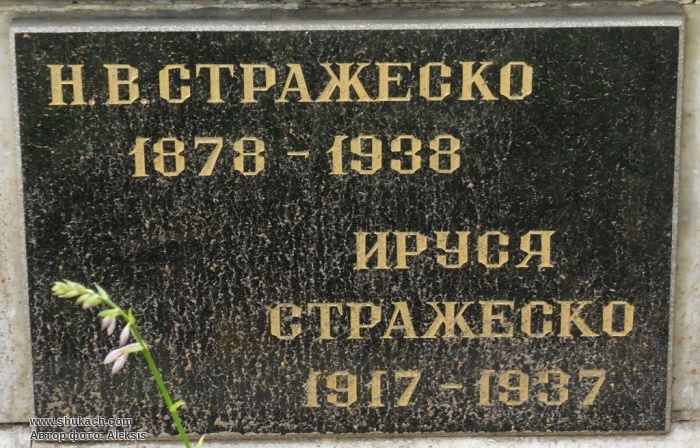 Н.В.СТРАЖЕСКО
1878 - 1938
ИРУСЯ
СТРАЖЕСКО
1917 - 1937
www.shukach.com
Автор фото: Aleksis